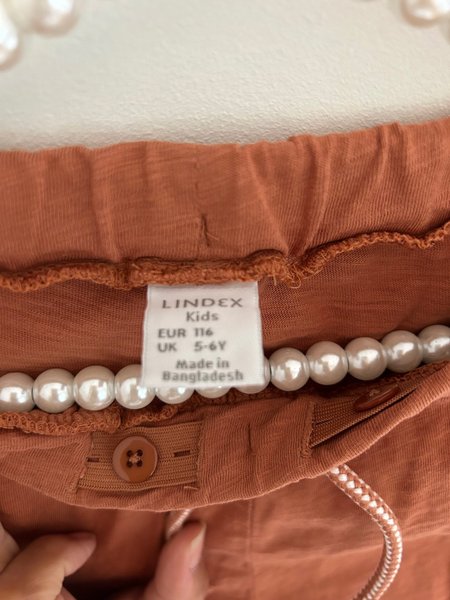 LINDEX
Kids
EUR 116
UK 5-6Y
Made in
Bangladesh